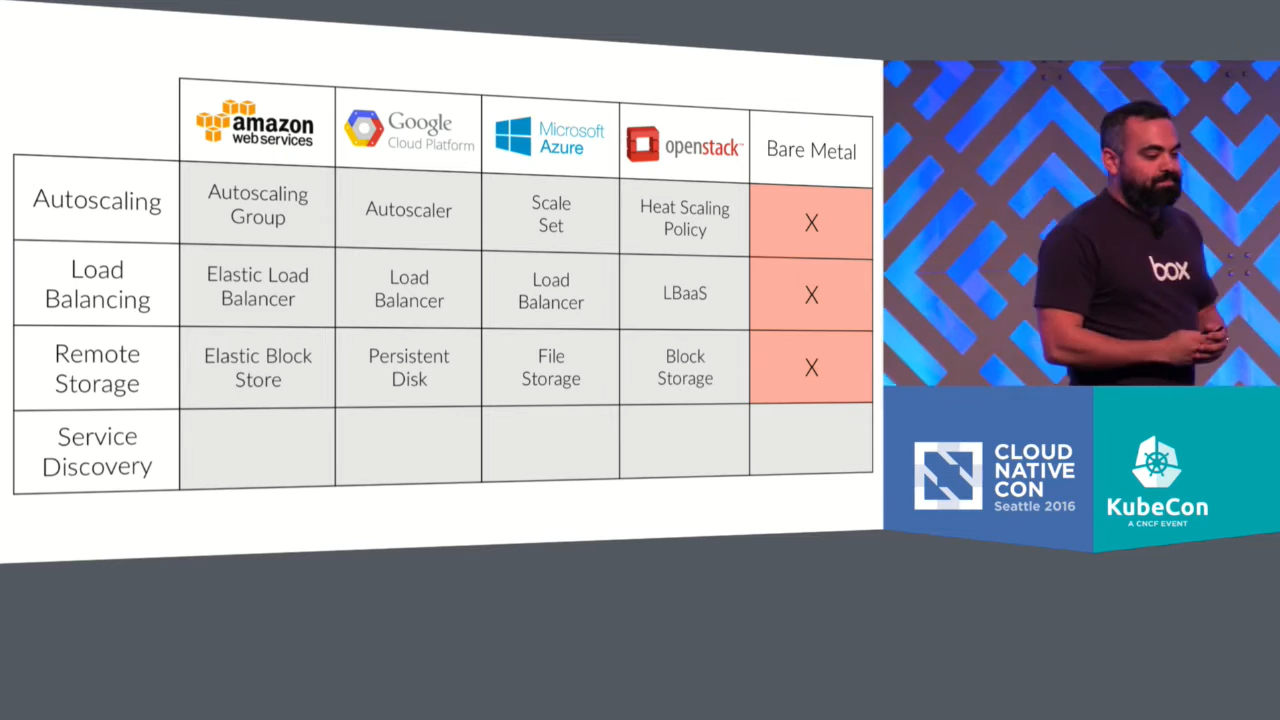 amazon
web services
Google
Cloud Platform
Microsoft
Azure
openstack™
Bare Metal
Autoscaling
Autoscaling
Group
Autoscaler
Scale
Set
Heat Scaling
Policy
X
Load
Balancing
Elastic Load
Balancer
Load
Balancer
Load
Balancer
LBaaS
X
Remote
Storage
Elastic Block
Store
Persistent
Disk
File
Storage
Block
Storage
X
Service
Discovery
box
CLOUD
NATIVE
CON
Seattle 2016
KubeCon
A CNCF EVENT